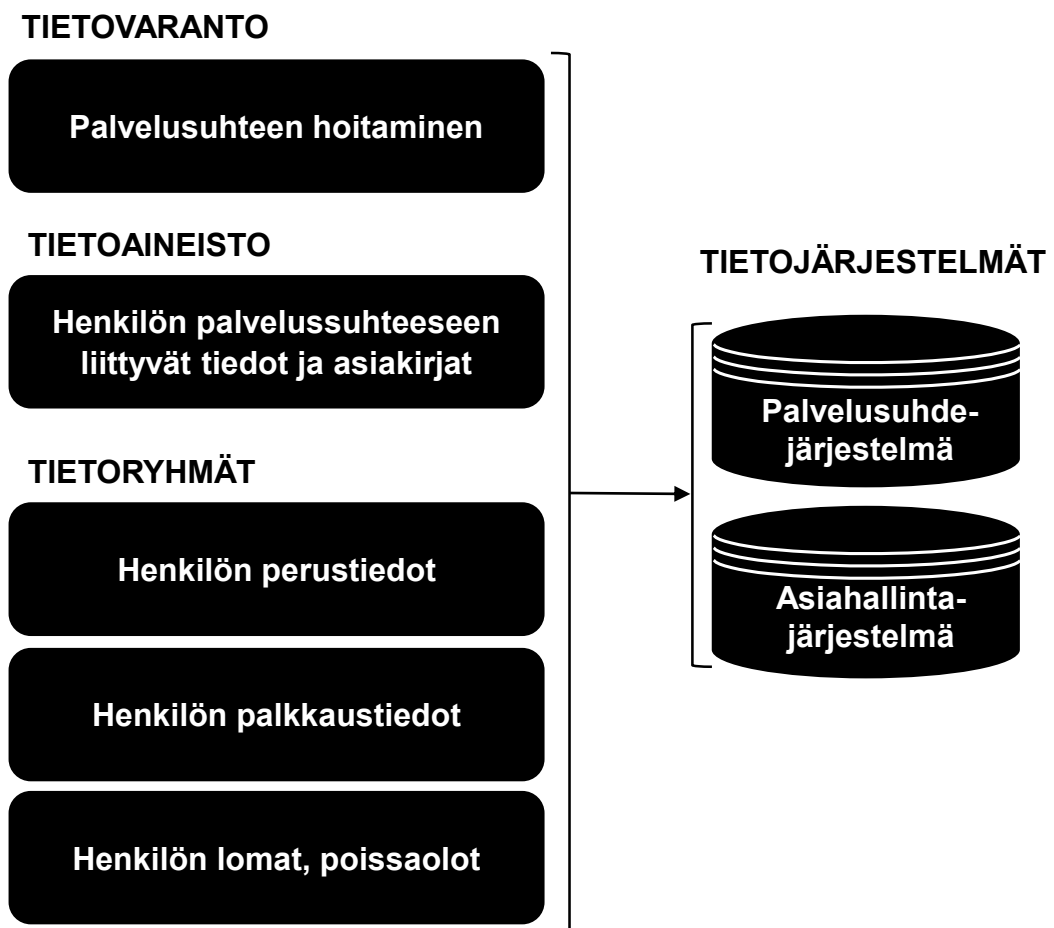 TIETOVARANTO
Palvelusuhteen hoitaminen
TIETOAINEISTO
Henkilön palvelussuhteeseen
liittyvät tiedot ja asiakirjat
TIETORYHMÄT
Henkilön perustiedot
Henkilön palkkaustiedot
Henkilön lomat, poissaolot
TIETOJÄRJESTELMÄT
Palvelusuhde-
järjestelmä
Asiahallinta-
järjestelmä